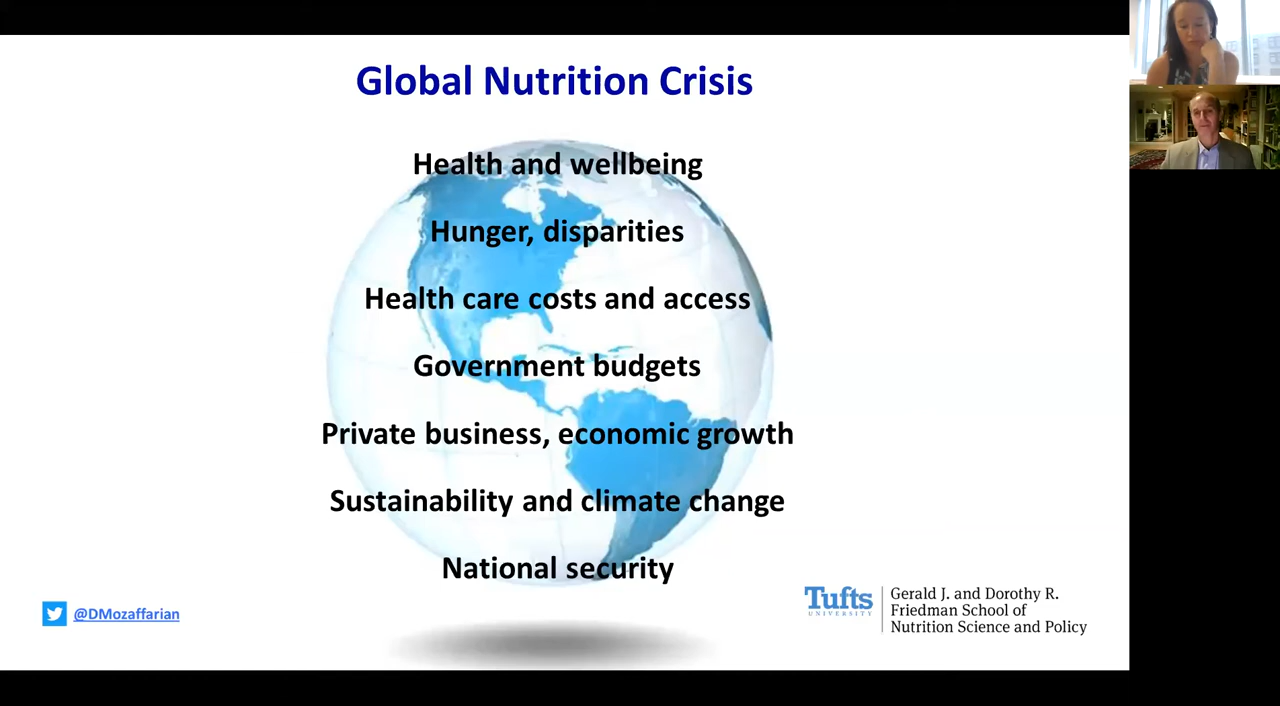 Global Nutrition Crisis
Health and wellbeing
Hunger, disparities
Health care costs and access
Government budgets
Private business, economic growth
Sustainability and climate change
National security
@DMozaffarian
Tufts
UNIVERSITY
Gerald J. and Dorothy R.
Friedman School of
Nutrition Science and Policy